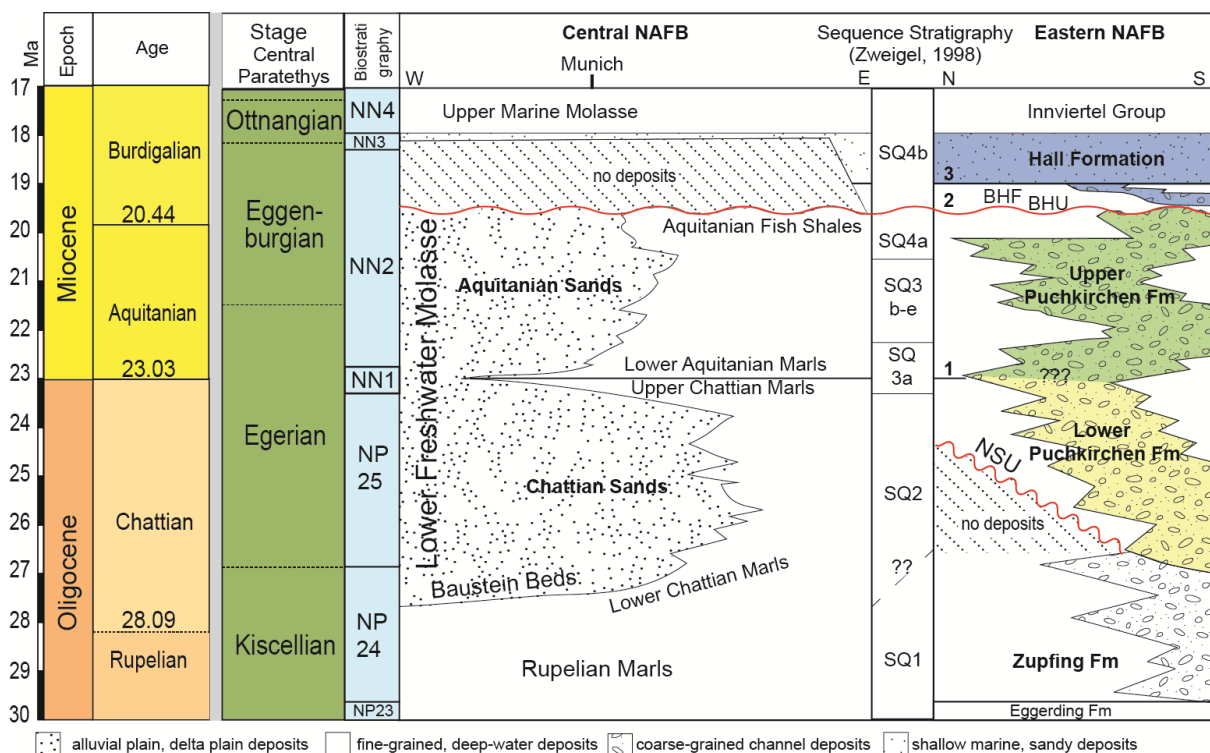 Ma
Epoch
Age
Stage
Central
Paratethys
Biostrati
graphy
Central NAFB
Munich
W
E
Sequence Stratigraphy
(Zweigel, 1998)
Eastern NAFB
N
S
17
18
19
20
21
22
23
24
25
26
27
28
29
30
Miocene
Oligocene
Burdigalian
20.44
Aquitanian
23.03
Chattian
28.09
Rupelian
Ottnangian
Eggen-
burgian
Egerian
Kiscellian
NN4
NN3
NN2
NN1
NP
25
NP
24
NP23
Upper Marine Molasse
no deposits
Lower Freshwater Molasse
Aquitanian Fish Shales
Aquitanian Sands
Lower Aquitanian Marls
Upper Chattian Marls
Chattian Sands
Baustein Beds
Lower Chattian Marls
Rupelian Marls
SQ4b
SQ4a
SQ3
b-e
SQ
3a
SQ2
??
SQ1
Innviertel Group
Hall Formation
3
2
BHF
BHU
Upper
Puchkirchen Fm
1
???
Lower
Puchkirchen Fm
NSU
no deposits
Zupfing Fm
Eggerding Fm
alluvial plain, delta plain deposits
fine-grained, deep-water deposits
coarse-grained channel deposits
shallow marine, sandy deposits